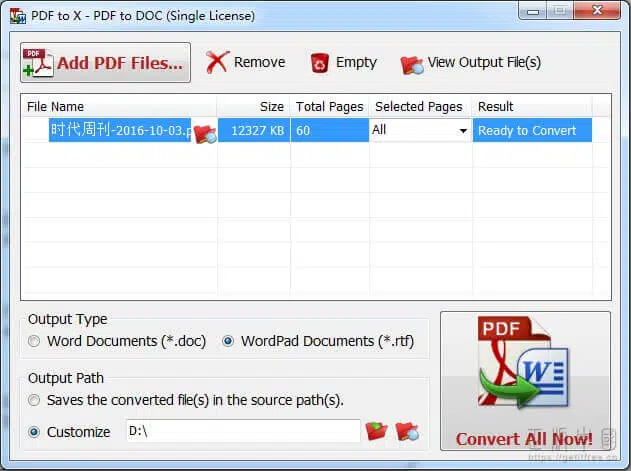 PDF to X - PDF to DOC (Single License)
PDF Add PDF Files... Remove Empty View Output File(s)
File Name Size Total Pages Selected Pages Result
时代周刊-2016-10-03.p 12327 KB 60 All Ready to Convert
Output Type
Word Documents (*.doc) WordPad Documents (*.rtf)
Output Path
Saves the converted file(s) in the source path(s).
Customize D:\
PDF
W
Convert All Now!
https://getitfree.cn